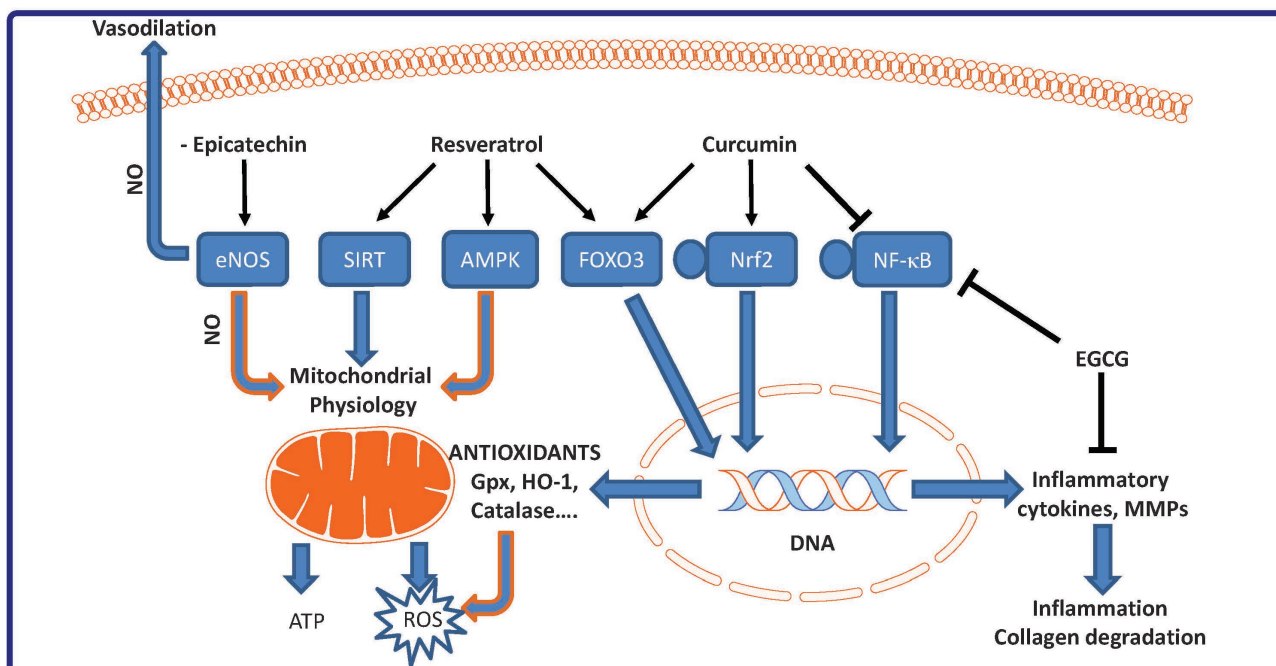 Vasodilation
- Epicatechin
Resveratrol
Curcumin
NO
eNOS
SIRT
AMPK
FOXO3
Nrf2
NF-κB
NO
EGCG
Mitochondrial
Physiology
ANTIOXIDANTS
Gpx, HO-1,
Catalase....
Inflammatory
cytokines, MMPs
DNA
ATP
ROS
Inflammation
Collagen degradation